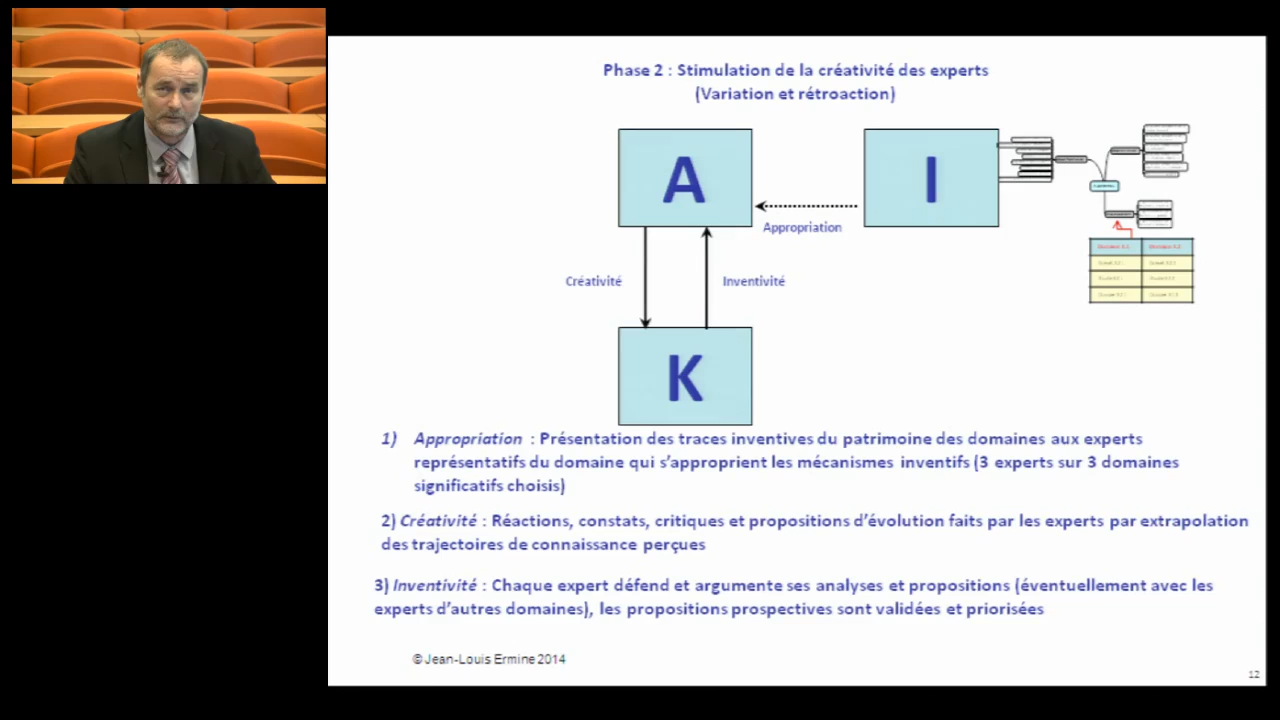 Phase 2 : Stimulation de la créativité des experts
(Variation et rétroaction)
A
I
Appropriation
Créativité
Inventivité
K
1) Appropriation : Présentation des traces inventives du patrimoine des domaines aux experts
représentatifs du domaine qui s’approprient les mécanismes inventifs (3 experts sur 3 domaines
significatifs choisis)
2) Créativité : Réactions, constats, critiques et propositions d’évolution faits par les experts par extrapolation
des trajectoires de connaissance perçues
3) Inventivité : Chaque expert défend et argumente ses analyses et propositions (éventuellement avec les
experts d’autres domaines), les propositions prospectives sont validées et priorisées
© Jean-Louis Ermine 2014
12